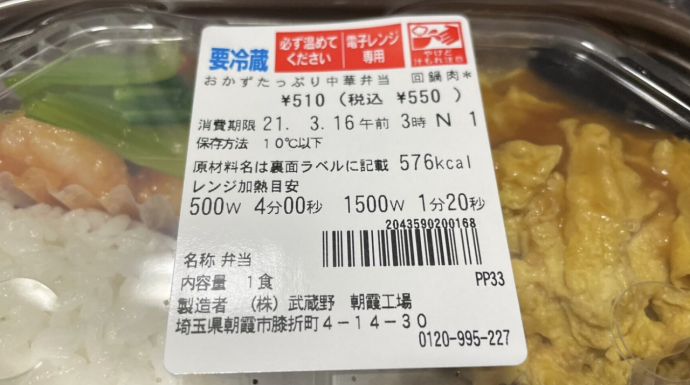 要冷蔵
必ず温めて
ください
電子レンジ
専用
やけど
汁もれ注意
おかずたっぷり中華弁当 回鍋肉*
¥510 (税込 ¥550)
消費期限 21. 3.16午前 3時 N 1
保存方法 10℃以下
原材料名は裏面ラベルに記載 576kcal
レンジ加熱目安
500W 4分00秒 1500W 1分20秒
2043590200168
名称 弁当
PP33
内容量 1食
製造者 (株) 武蔵野 朝霞工場
埼玉県朝霞市膝折町4-14-30
0120-995-227